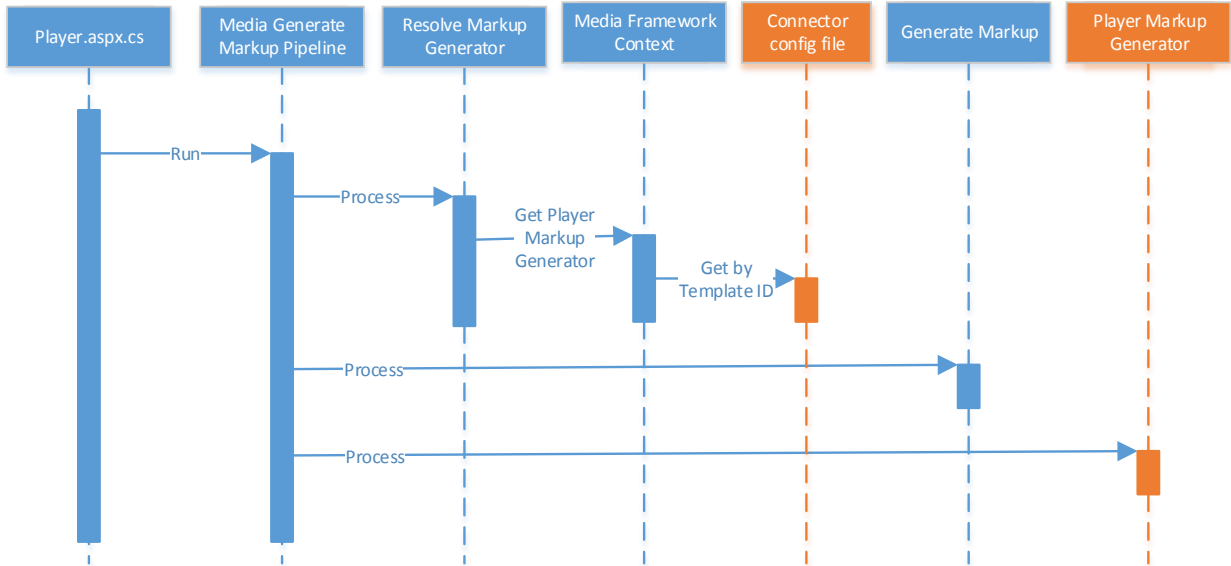 Player.aspx.cs
Media Generate
Markup Pipeline
Resolve Markup
Generator
Media Framework
Context
Connector
config file
Generate Markup
Player Markup
Generator
Run
Process
Get Player
Markup
Generator
Get by
Template ID
Process
Process